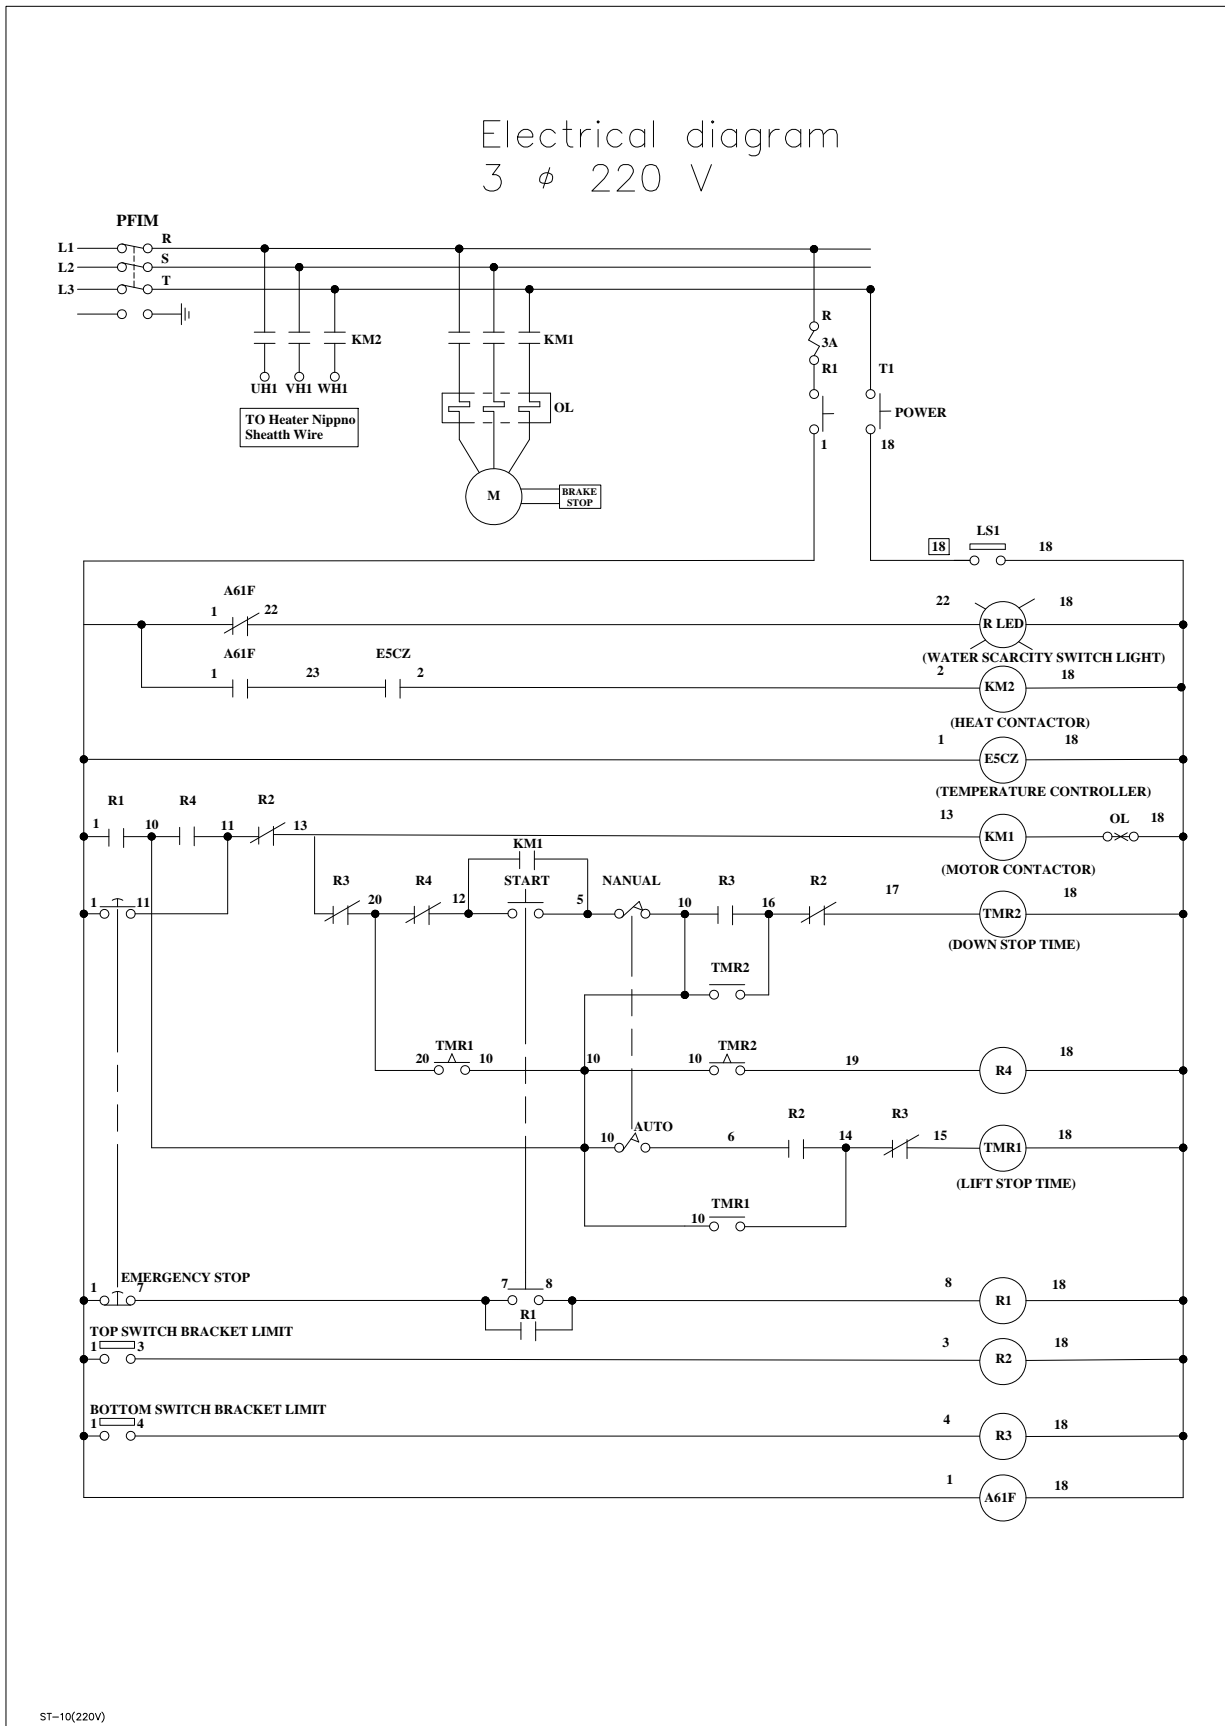 Electrical diagram
3 ϕ 220 V
PFIM
L1 R
L2 S
L3 T
R
3A
KM2 KM1
R1 T1
UH1 VH1 WH1
OL
POWER
TO Heater Nippno
Sheatth Wire
1 18
M
BRAKE
STOP
LS1
18 18
A61F
1 22 22 R LED 18
(WATER SCARCITY SWITCH LIGHT)
A61F E5CZ
1 23 2 2 KM2 18
(HEAT CONTACTOR)
1 E5CZ 18
(TEMPERATURE CONTROLLER)
R1 R4 R2
1 10 11 13 13 KM1 OL 18
(MOTOR CONTACTOR)
KM1
R3 R4 START NANUAL R3 R2
1 11 20 12 5 10 16 17 TMR2 18
(DOWN STOP TIME)
TMR2
TMR1 TMR2
20 10 10 10 19 R4 18
AUTO R2 R3
10 6 14 15 TMR1 18
(LIFT STOP TIME)
TMR1
10
EMERGENCY STOP
1 7 7 8 8 R1 18
R1
TOP SWITCH BRACKET LIMIT
1 3 3 R2 18
BOTTOM SWITCH BRACKET LIMIT
1 4 4 R3 18
1 A61F 18
ST-10(220V)